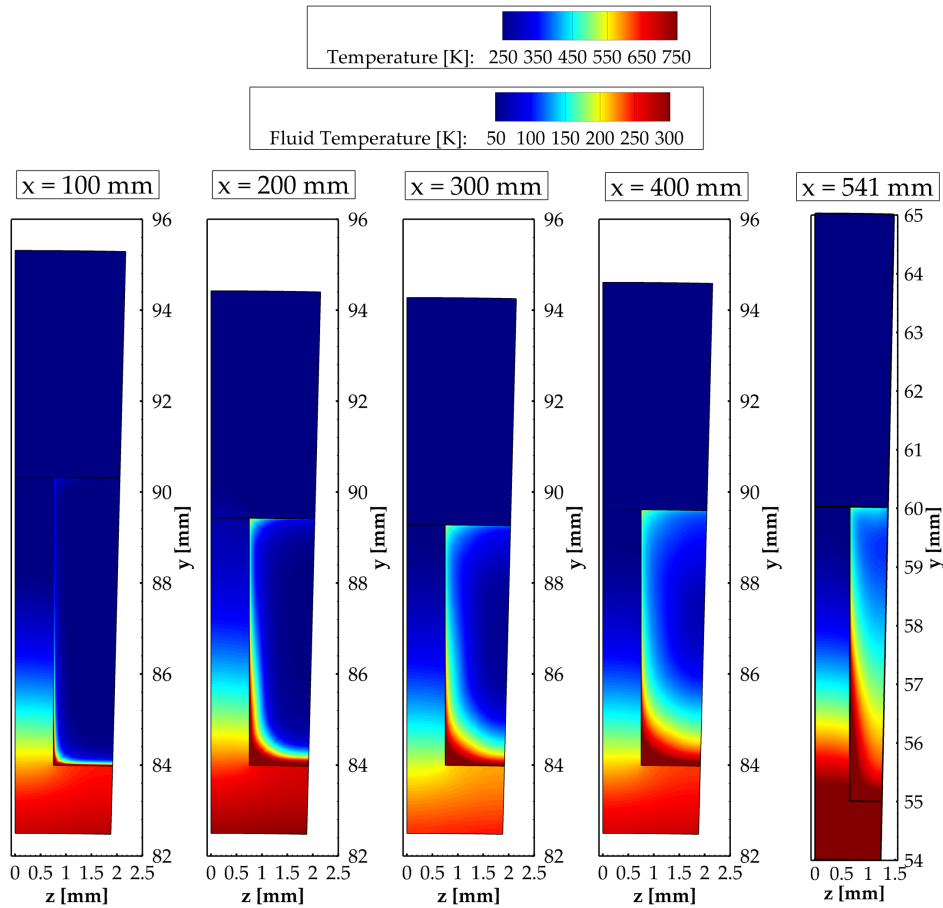 Temperature [K]: 250 350 450 550 650 750
Fluid Temperature [K]: 50 100 150 200 250 300
x = 100 mm
x = 200 mm
x = 300 mm
x = 400 mm
x = 541 mm
96
94
92
90
88
86
84
82
y [mm]
0 0.5 1 1.5 2 2.5
z [mm]
96
94
92
90
88
86
84
82
y [mm]
0 0.5 1 1.5 2 2.5
z [mm]
96
94
92
90
88
86
84
82
y [mm]
0 0.5 1 1.5 2 2.5
z [mm]
96
94
92
90
88
86
84
82
y [mm]
0 0.5 1 1.5 2 2.5
z [mm]
65
64
63
62
61
60
59
58
57
56
55
54
y [mm]
0 0.5 1 1.5
z [mm]